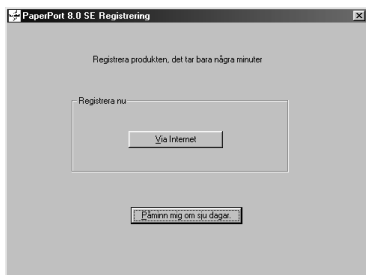 PaperPort 8.0 SE Registrering
Registrera produkten, det tar bara några minuter
Registrera nu
Via Internet
Påminn mig om sju dagar.